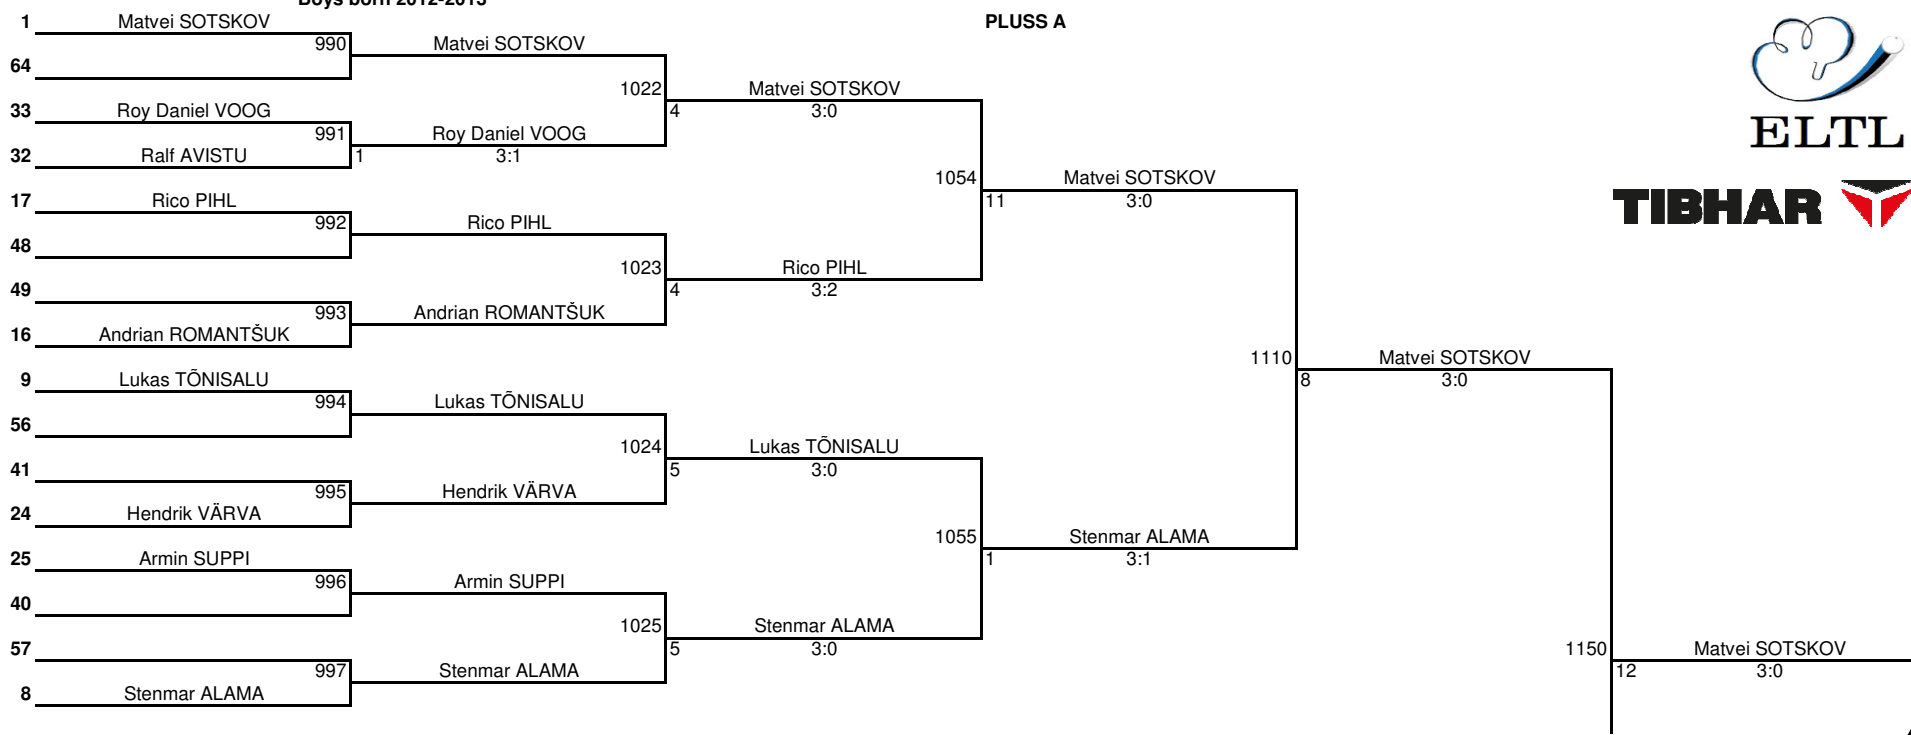 Boys born 2012-2013
1 Matvei SOTSKOV PLUSS A
990 Matvei SOTSKOV
64
1022 Matvei SOTSKOV
33 Roy Daniel VOOG 4 3:0
991 Roy Daniel VOOG
32 Ralf AVISTU 1 3:1
ELTL
1054 Matvei SOTSKOV
17 Rico PIHL 11 3:0
TIBHAR
992 Rico PIHL
48
1023 Rico PIHL
49 4 3:2
993 Andrian ROMANTŠUK
16 Andrian ROMANTŠUK
1110 Matvei SOTSKOV
9 Lukas TÕNISALU 8 3:0
994 Lukas TÕNISALU
56
1024 Lukas TÕNISALU
41 5 3:0
995 Hendrik VÄRVA
24 Hendrik VÄRVA
1055 Stenmar ALAMA
25 Armin SUPPI 1 3:1
996 Armin SUPPI
40
1025 Stenmar ALAMA
57 5 3:0
1150 Matvei SOTSKOV
997 Stenmar ALAMA 12 3:0
8 Stenmar ALAMA